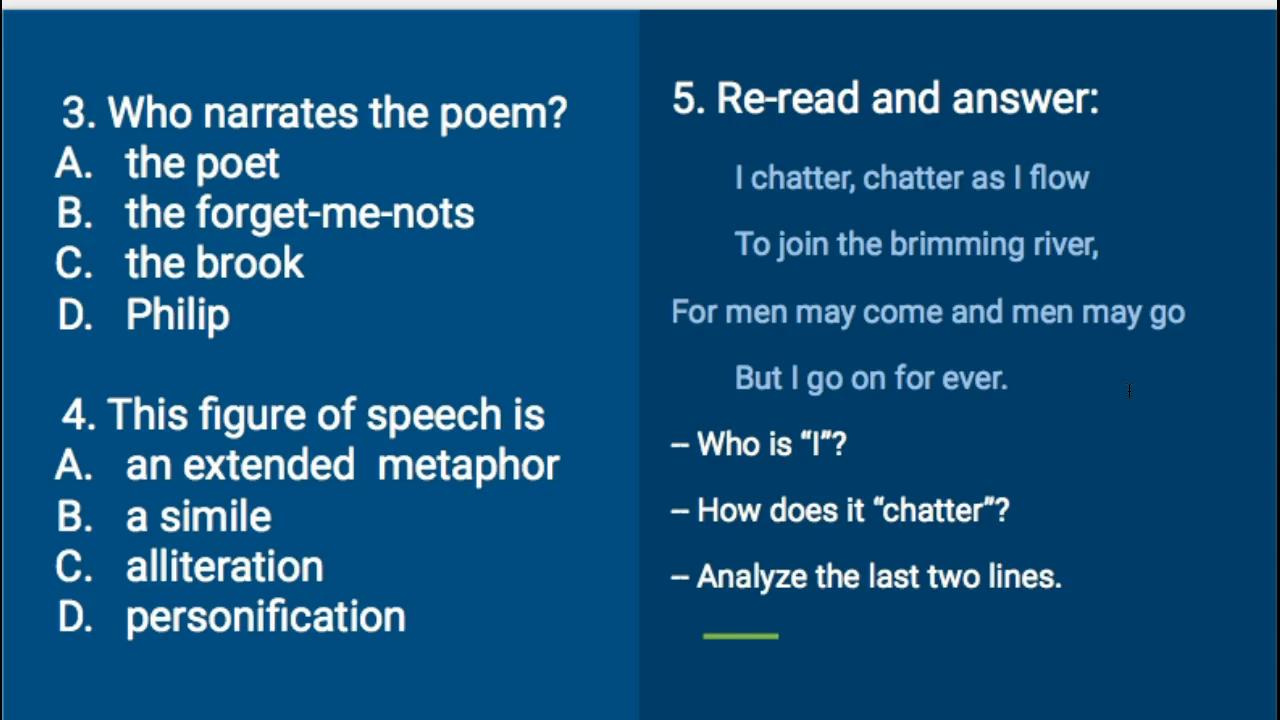 3. Who narrates the poem?
A. the poet
B. the forget-me-nots
C. the brook
D. Philip
4. This figure of speech is
A. an extended metaphor
B. a simile
C. alliteration
D. personification
5. Re-read and answer:
I chatter, chatter as I flow
To join the brimming river,
For men may come and men may go
But I go on for ever.
– Who is “I”?
– How does it “chatter”?
– Analyze the last two lines.